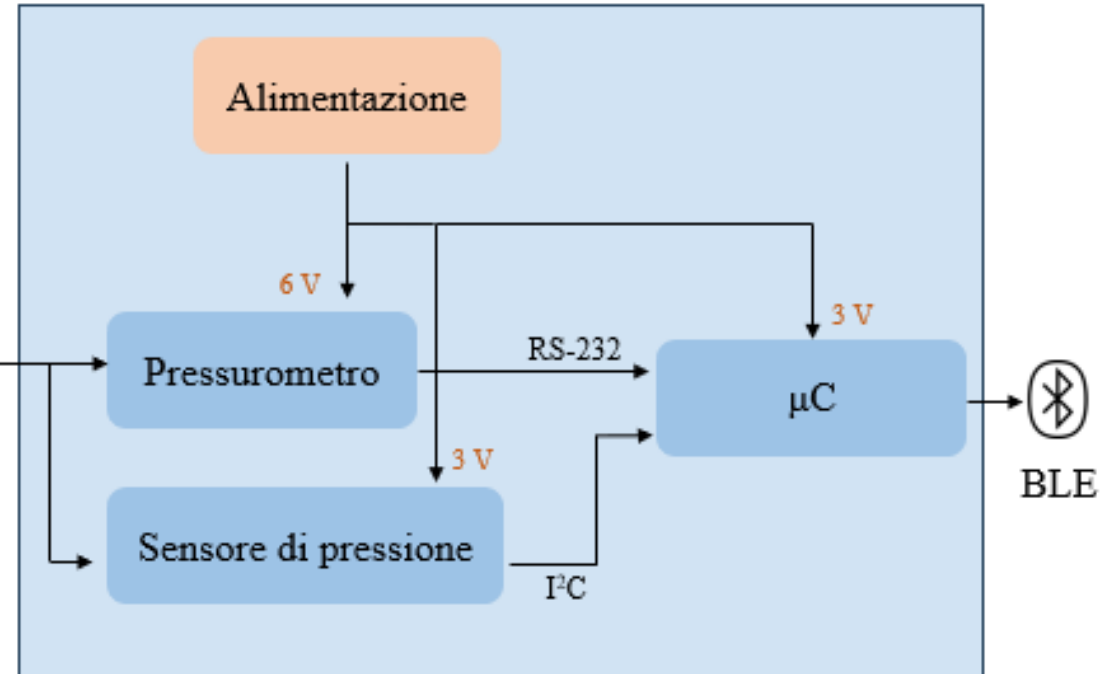 Alimentazione
6 V
3 V
RS-232
Pressurometro
μC
3 V
BLE
Sensore di pressione
I²C